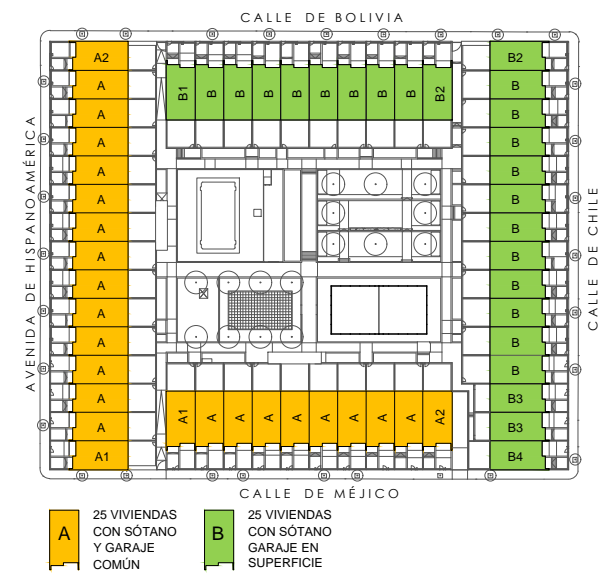 CALLE DE BOLIVIA
AVENIDA DE HISPANOAMÉRICA
A2
A
A
A
A
A
A
A
A
A
A
A
A
A
A1
B1
B
B
B
B
B
B
B
B
B2
B2
B
B
B
B
B
B
B
B
B
B
B
B3
B3
B4
CALLE DE CHILE
A1
A
A
A
A
A
A
A
A
A2
CALLE DE MÉJICO
A
25 VIVIENDAS
CON SÓTANO
Y GARAJE
COMÚN
B
25 VIVIENDAS
CON SÓTANO
GARAJE EN
SUPERFICIE